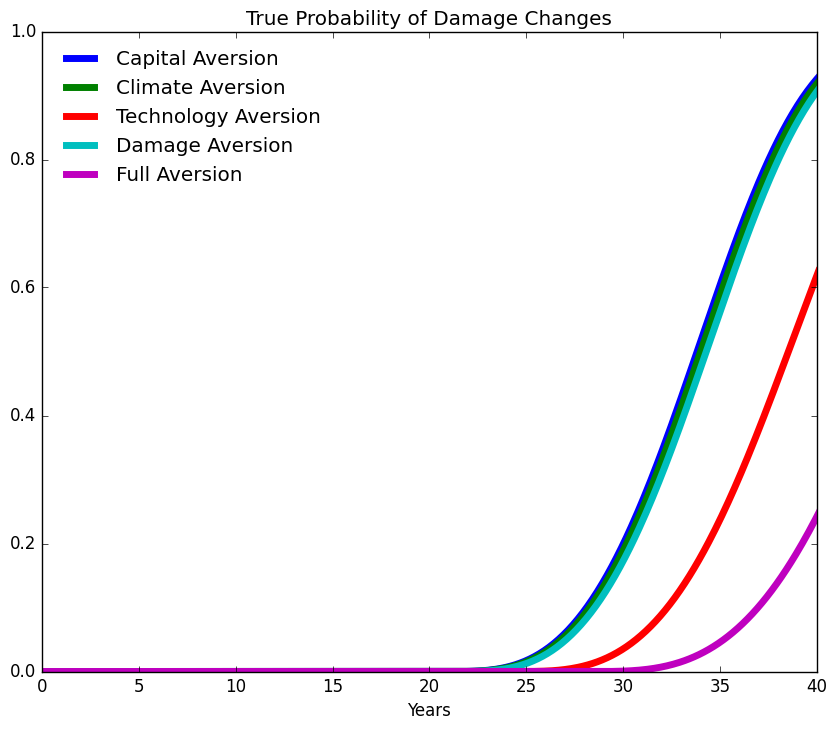 True Probability of Damage Changes
1.0
Capital Aversion
Climate Aversion
Technology Aversion
Damage Aversion
Full Aversion
0.8
0.6
0.4
0.2
0.0
0 5 10 15 20 25 30 35 40
Years